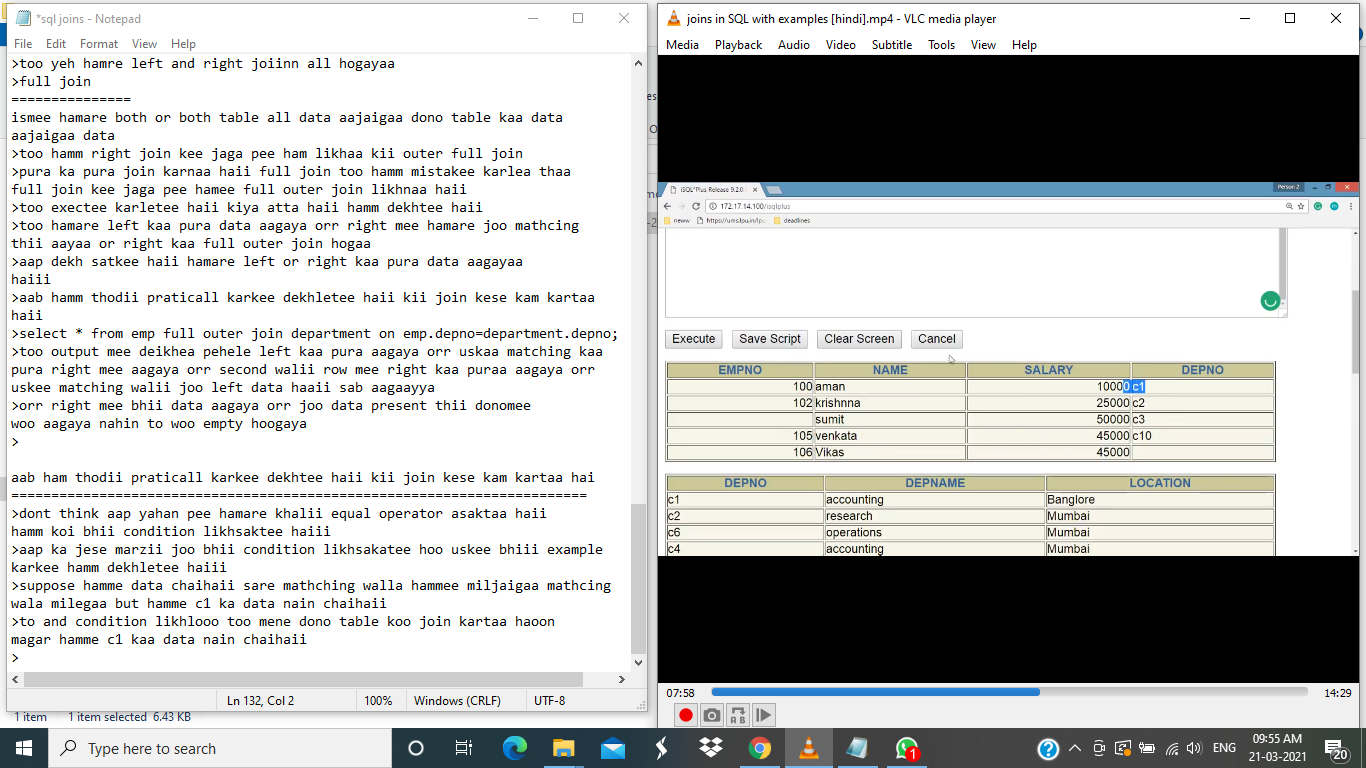 *sql joins - Notepad
File Edit Format View Help
>too yeh hamre left and right joiinn all hogayaa
>full join
===============
ismee hamare both or both table all data aajaigaa dono table kaa data
aajaigaa data
>too hamm right join kee jaga pee ham likhaa kii outer full join
>pura ka pura join karnaa haii full join too hamm mistakee karlea thaa
full join kee jaga pee hamee full outer join likhnaa haii
>too exectee karletee haii kiya atta haii hamm dekhtee haii
>too hamare left kaa pura data aagaya orr right mee hamare joo mathcing
thii aayaa or right kaa full outer join hogaa
>aap dekh satkee haii hamare left or right kaa pura data aagayaa
haiii
>aab hamm thodii praticall karkee dekhletee haii kii join kese kam kartaa
haii
>select * from emp full outer join department on emp.depno=department.depno;
>too output mee deikhea pehele left kaa pura aagaya orr uskaa matching kaa
pura right mee aagaya orr second walii row mee right kaa puraa aagaya orr
uskee mathcing walii joo left data haaii sab aagaayya
>orr right mee bhii data aagaya orr joo data present thii donomee
woo aagaya nahin to woo empty hoogaya
>
aab ham thodii praticall karkee dekhtee haii kii join kese kam kartaa hai
========================================================================
>dont think aap yahan pee hamare khalii equal operator asaktaa haii
hamm koi bhii condition likhsaktee haiii
>aap ka jese marzii joo bhii condition likhsakatee hoo uskee bhiii example
karkee hamm dekhletee haiii
>suppose hamme data chaihaii sare mathching walla hammee miljaigaa mathcing
wala milegaa but hamme c1 ka data nain chaihaii
>to and condition likhlooo too mene dono table koo join kartaa haoon
magar hamme c1 kaa data nain chaihaii
>
Ln 132, Col 2 100% Windows (CRLF) UTF-8
1 item 1 item selected 6.43 KB
joins in SQL with examples [hindi].mp4 - VLC media player
Media Playback Audio Video Subtitle Tools View Help
iSQL*Plus Release 9.2.0.
Person 2
172.17.14.100/isqlplus
neww https://ums.lpu.in/lpu deadlines
Execute Save Script Clear Screen Cancel
EMPNO NAME SALARY DEPNO
100 aman 10000 c1
102 krishnna 25000 c2
sumit 50000 c3
105 venkata 45000 c10
106 Vikas 45000
DEPNO DEPNAME LOCATION
c1 accounting Banglore
c2 research Mumbai
c6 operations Mumbai
c4 accounting Mumbai
07:58 14:29
A B
Type here to search
1
ENG
09:55 AM
21-03-2021
20